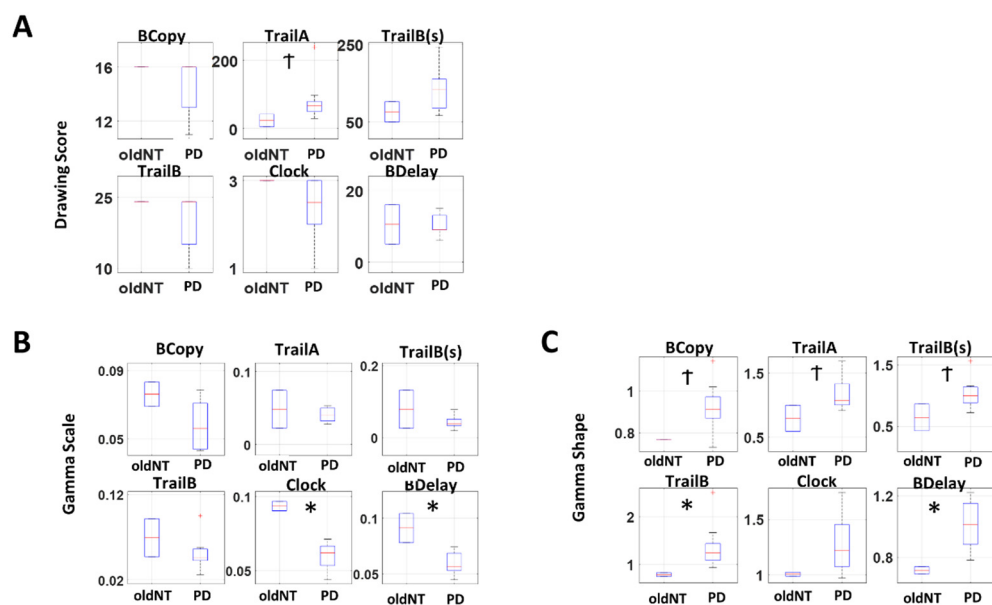 A
BCopy TrailA TrailB(s)
16 200 250
12 0 50
oldNT PD oldNT PD oldNT PD
Drawing Score
TrailB Clock BDelay
25 3 20
10 1 0
oldNT PD oldNT PD oldNT PD
†
B
BCopy TrailA TrailB(s)
0.09 0.1 0.2
0.05 0 0
oldNT PD oldNT PD oldNT PD
Gamma Scale
TrailB Clock BDelay
0.12 0.1 * 0.1 *
0.02 0.05 0.05
oldNT PD oldNT PD oldNT PD
C
BCopy TrailA TrailB(s)
1 † 1.5 † 1.5 †
0.8 0.5 0.5
oldNT PD oldNT PD oldNT PD
Gamma Shape
TrailB Clock BDelay
2 * 1.5 1.2 *
1 1 0.8
oldNT PD oldNT PD oldNT PD